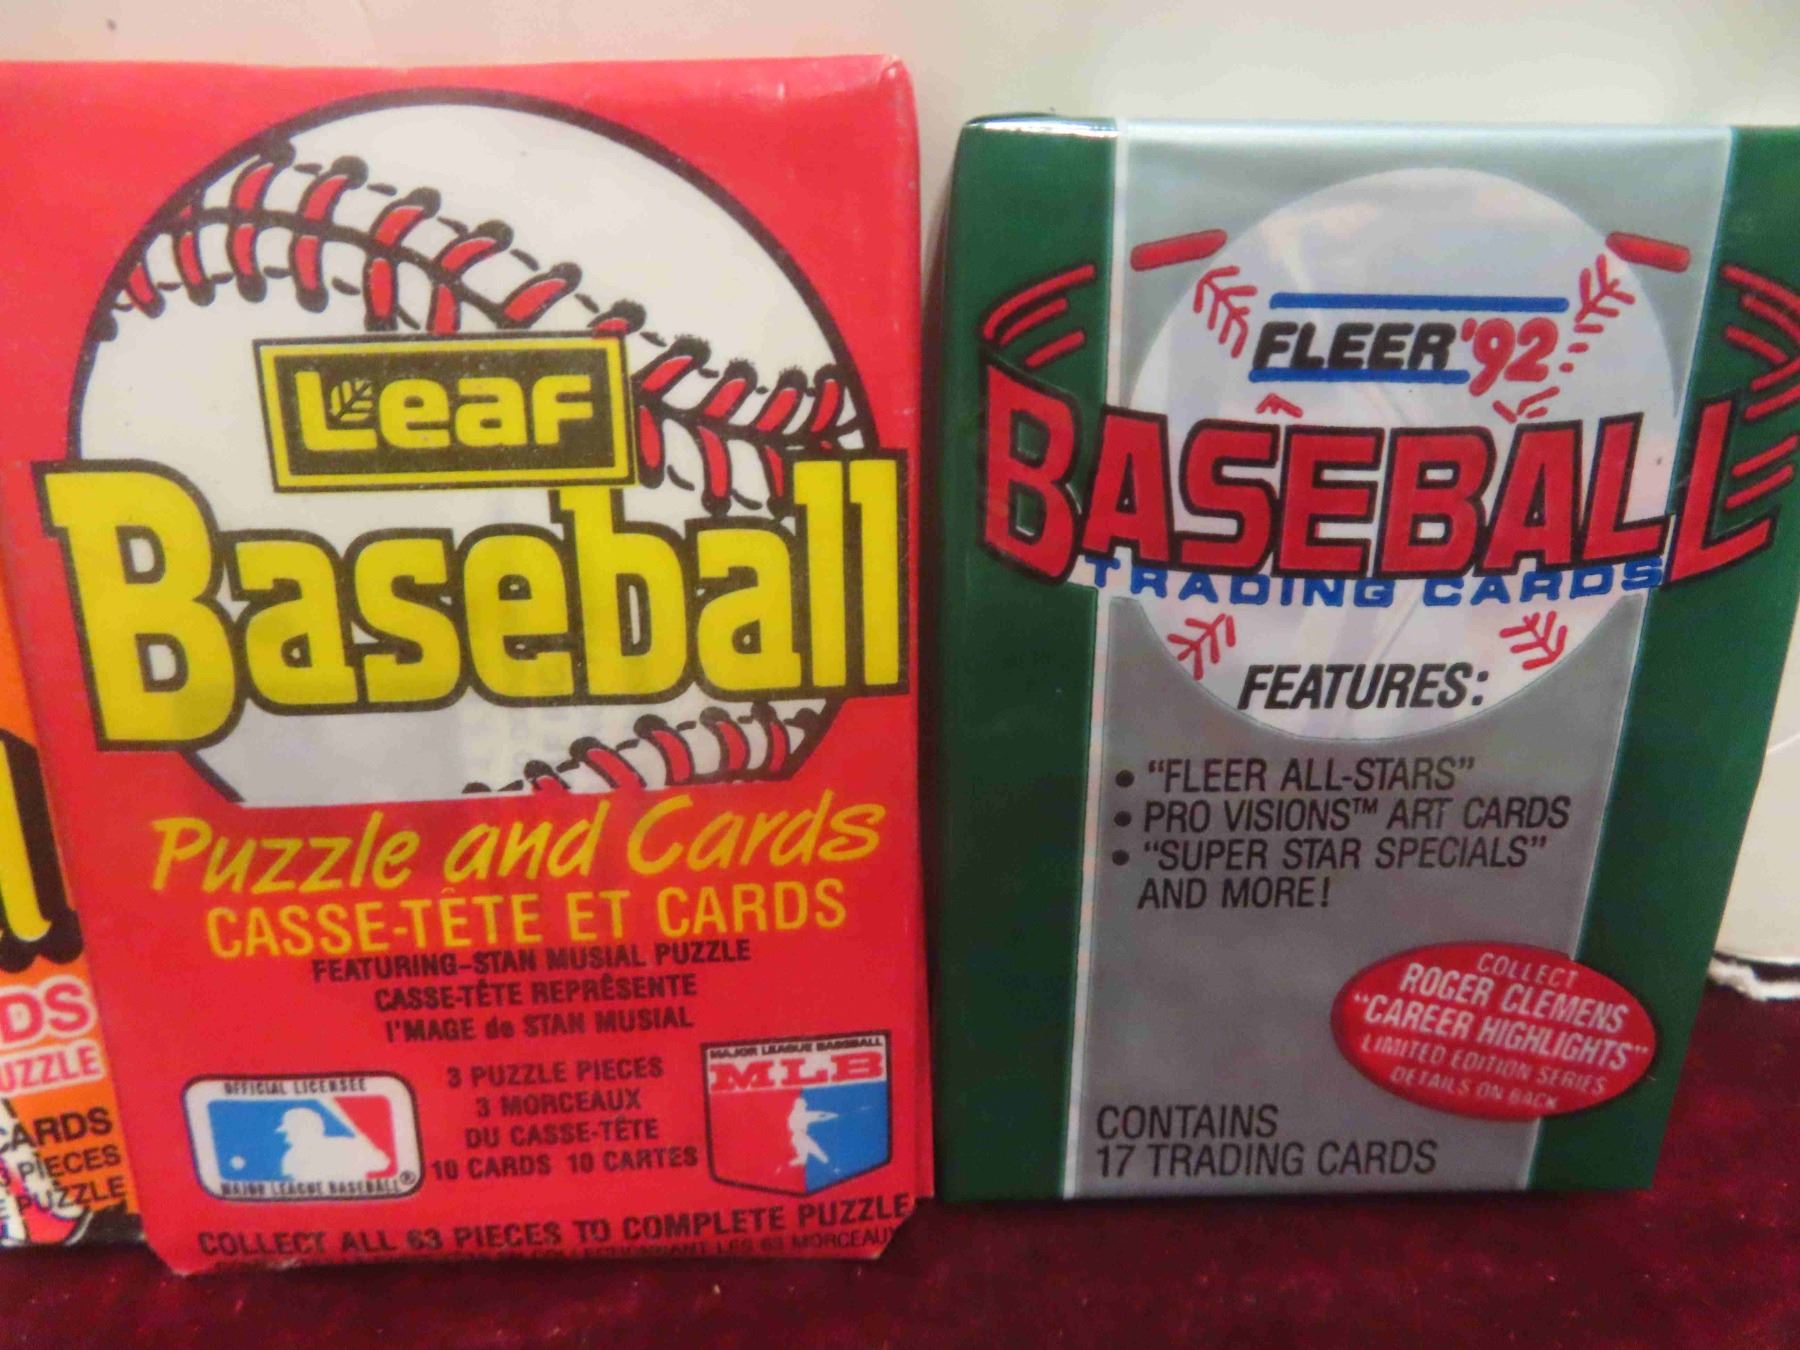 DS
UZZLE
CARDS
PIECES
PUZZLE
Leaf
Baseball
Puzzle and Cards
CASSE-TÊTE ET CARDS
FEATURING-STAN MUSIAL PUZZLE
CASSE-TÊTE REPRÉSENTE
l'MAGE de STAN MUSIAL
3 PUZZLE PIECES
3 MORCEAUX
DU CASSE-TÊTE
10 CARDS 10 CARTES
OFFICIAL LICENSEE
MAJOR LEAGUE BASEBALL®
MAJOR LEAGUE BASEBALL
MLB
COLLECT ALL 63 PIECES TO COMPLETE PUZZLE
LES 63 MORCEAUX
FLEER '92
BASEBALL
TRADING CARDS
FEATURES:
• "FLEER ALL-STARS"
• PRO VISIONS™ ART CARDS
• "SUPER STAR SPECIALS"
AND MORE!
COLLECT
ROGER CLEMENS
"CAREER HIGHLIGHTS"
LIMITED EDITION SERIES
DETAILS ON BACK
CONTAINS
17 TRADING CARDS